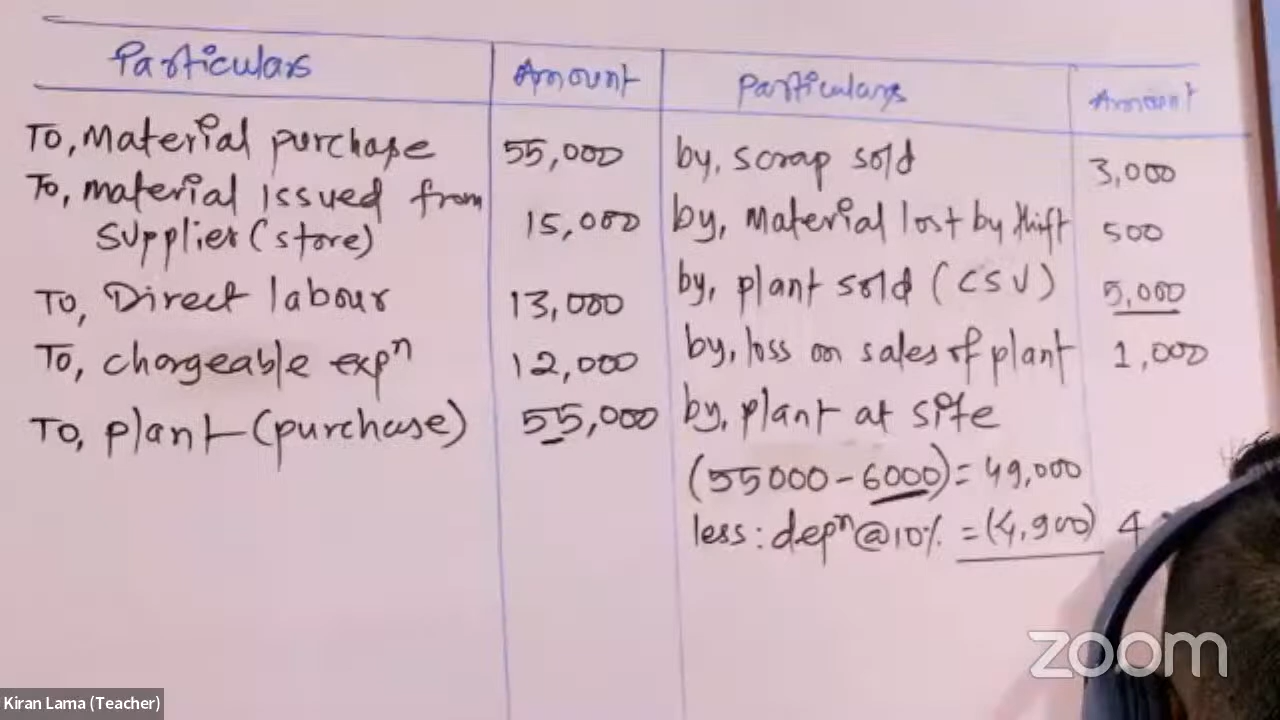 Particulars Amount Particulars Amount
To, Material purchase 55,000 by, scrap sold 3,000
To, material issued from
supplier (store) 15,000 by, Material lost by thift 500
To, Direct labour 13,000 by, plant sold (CSV) 5,000
To, chargeable expⁿ 12,000 by, loss on sales of plant 1,000
To, plant (purchase) 55,000 by, plant at site
(55000-6000) = 49,000
less: depⁿ @10% = (4,900) 4
zoom
Kiran Lama (Teacher)